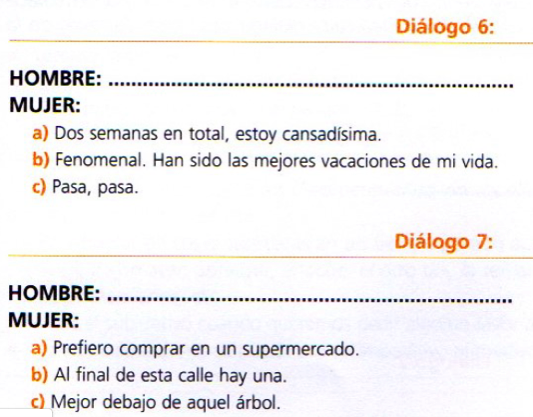 Diálogo 6:
HOMBRE: ........................................................................
MUJER:
a) Dos semanas en total, estoy cansadísima.
b) Fenomenal. Han sido las mejores vacaciones de mi vida.
c) Pasa, pasa.
Diálogo 7:
HOMBRE: ........................................................................
MUJER:
a) Prefiero comprar en un supermercado.
b) Al final de esta calle hay una.
c) Mejor debajo de aquel árbol.